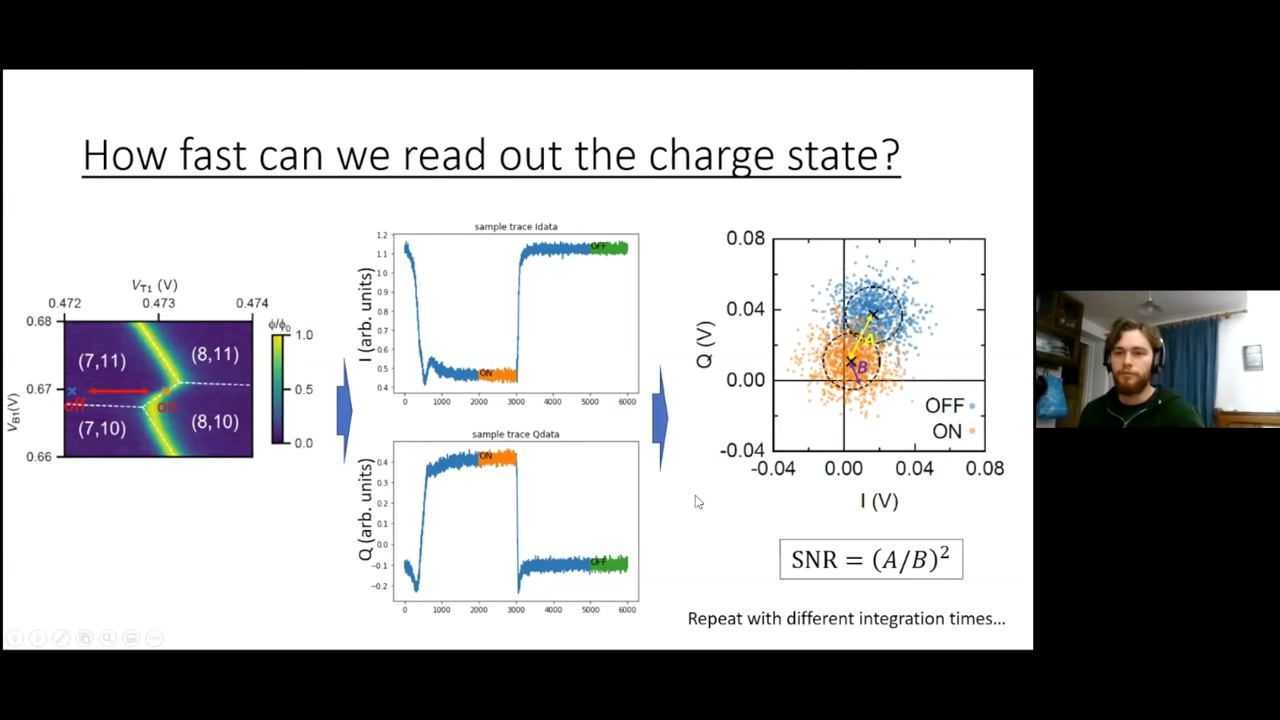 How fast can we read out the charge state?
V_T1 (V)
0.472 0.473 0.474
0.68
0.67
0.66
V_B1(V)
(7,11)
(8,11)
off
on
(7,10)
(8,10)
ϕ/ϕ₀
1.0
0.5
0.0
sample trace Idata
I (arb. units)
1.2
1.1
1.0
0.9
0.8
0.7
0.6
0.5
0.4
OFF
ON
0 1000 2000 3000 4000 5000 6000
sample trace Qdata
Q (arb. units)
0.4
0.3
0.2
0.1
0.0
−0.1
−0.2
ON
OFF
0 1000 2000 3000 4000 5000 6000
0.08
0.04
0.00
-0.04
Q (V)
A
B
OFF
ON
-0.04 0.00 0.04 0.08
I (V)
SNR = (A/B)²
Repeat with different integration times...